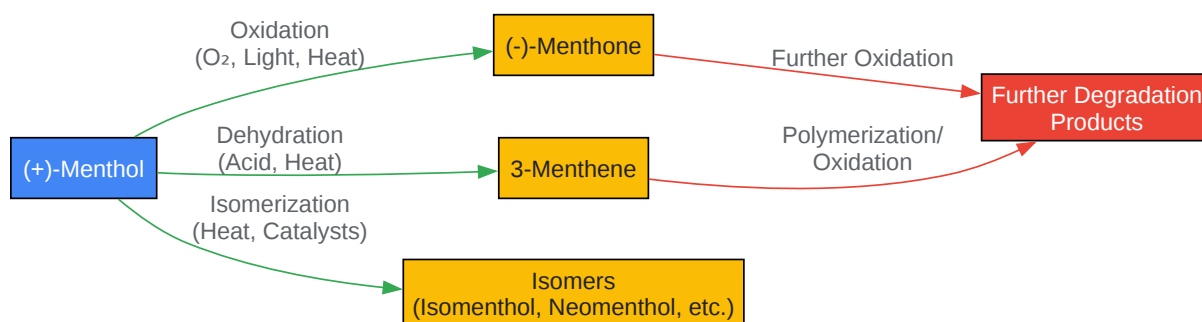 Oxidation
(O₂, Light, Heat)
(-)-Menthone
Further Oxidation
Further Degradation
Products
(+)-Menthol
Dehydration
(Acid, Heat)
3-Menthene
Polymerization/
Oxidation
Isomerization
(Heat, Catalysts)
Isomers
(Isomenthol, Neomenthol, etc.)